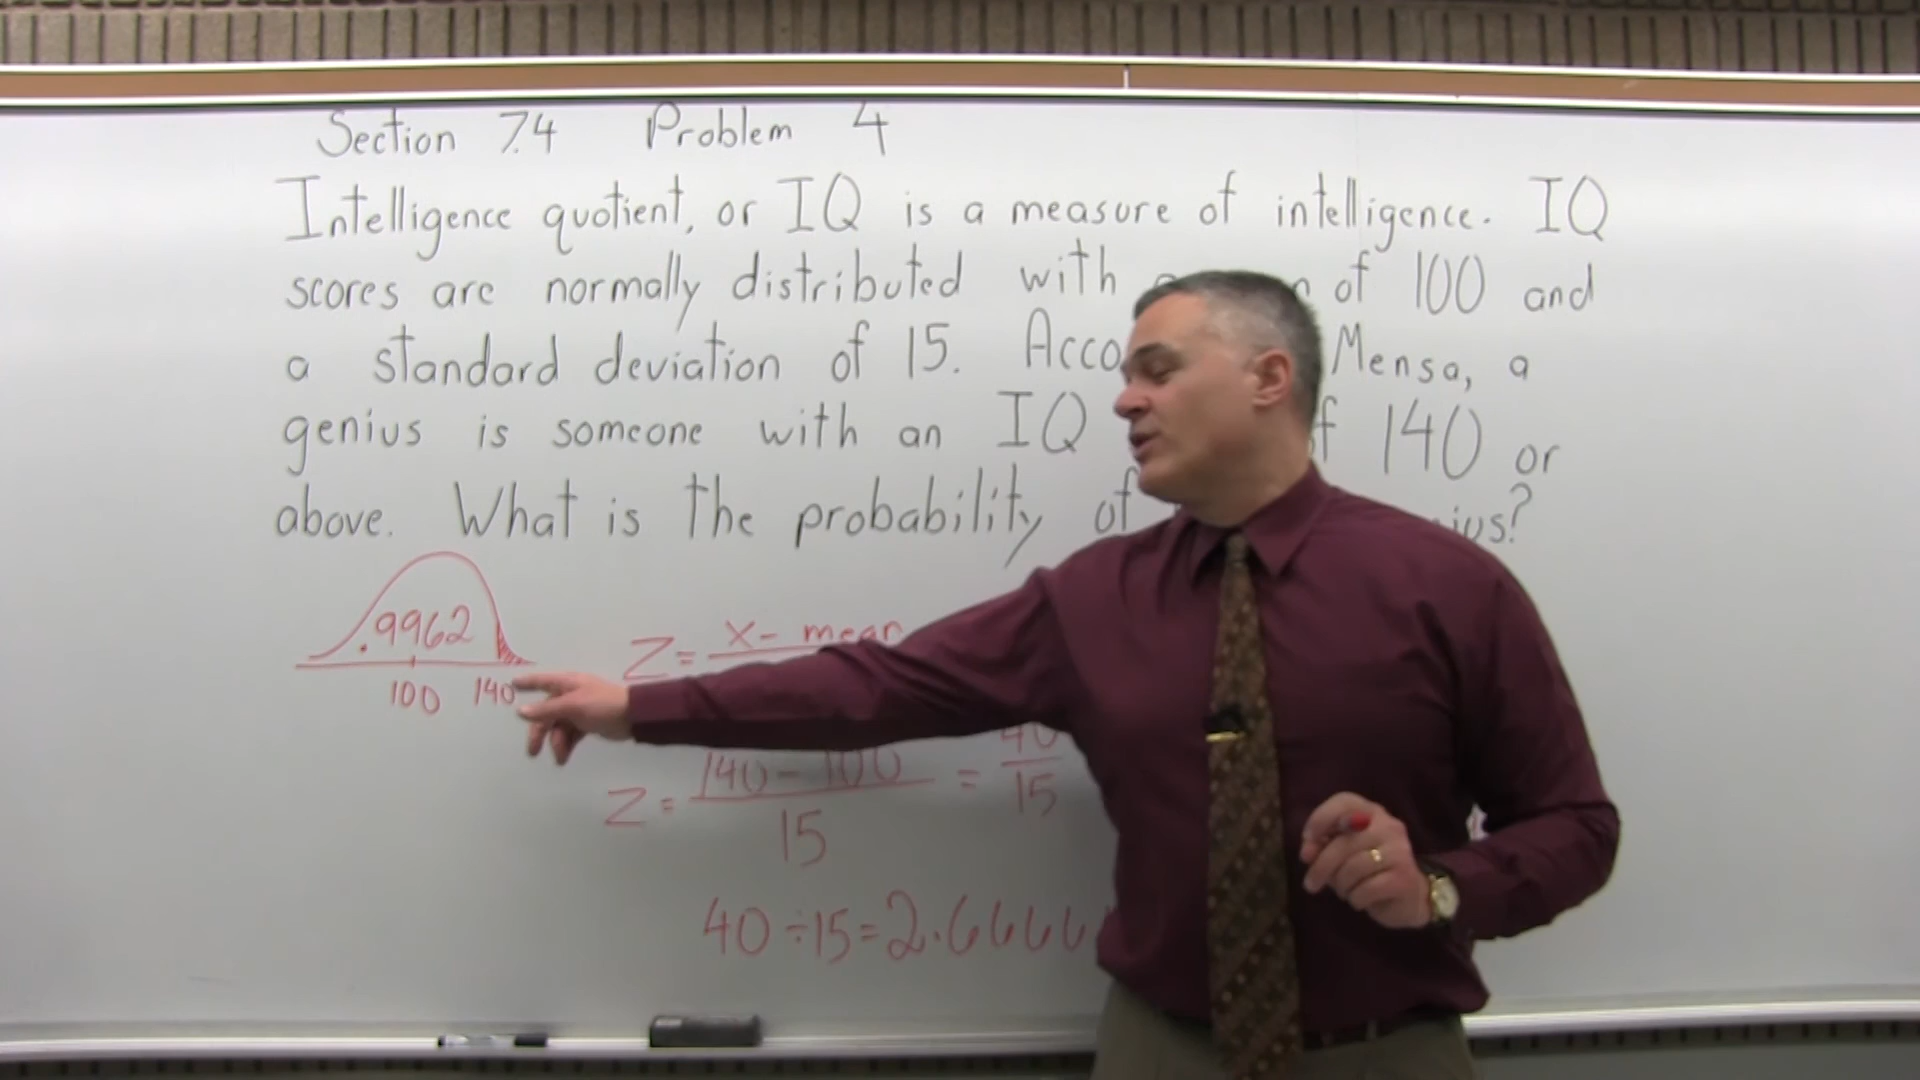 Section 7.4 Problem 4
Intelligence quotient, or IQ is a measure of intelligence. IQ
scores are normally distributed with of 100 and
a standard deviation of 15. Mensa, a
genius is someone with an IQ 140 or
above. What is the probability of
.9962
100 140
Z = X - mean
Z = 140 - 100 / 15 = 40 / 15
40 ÷ 15 = 2.6666